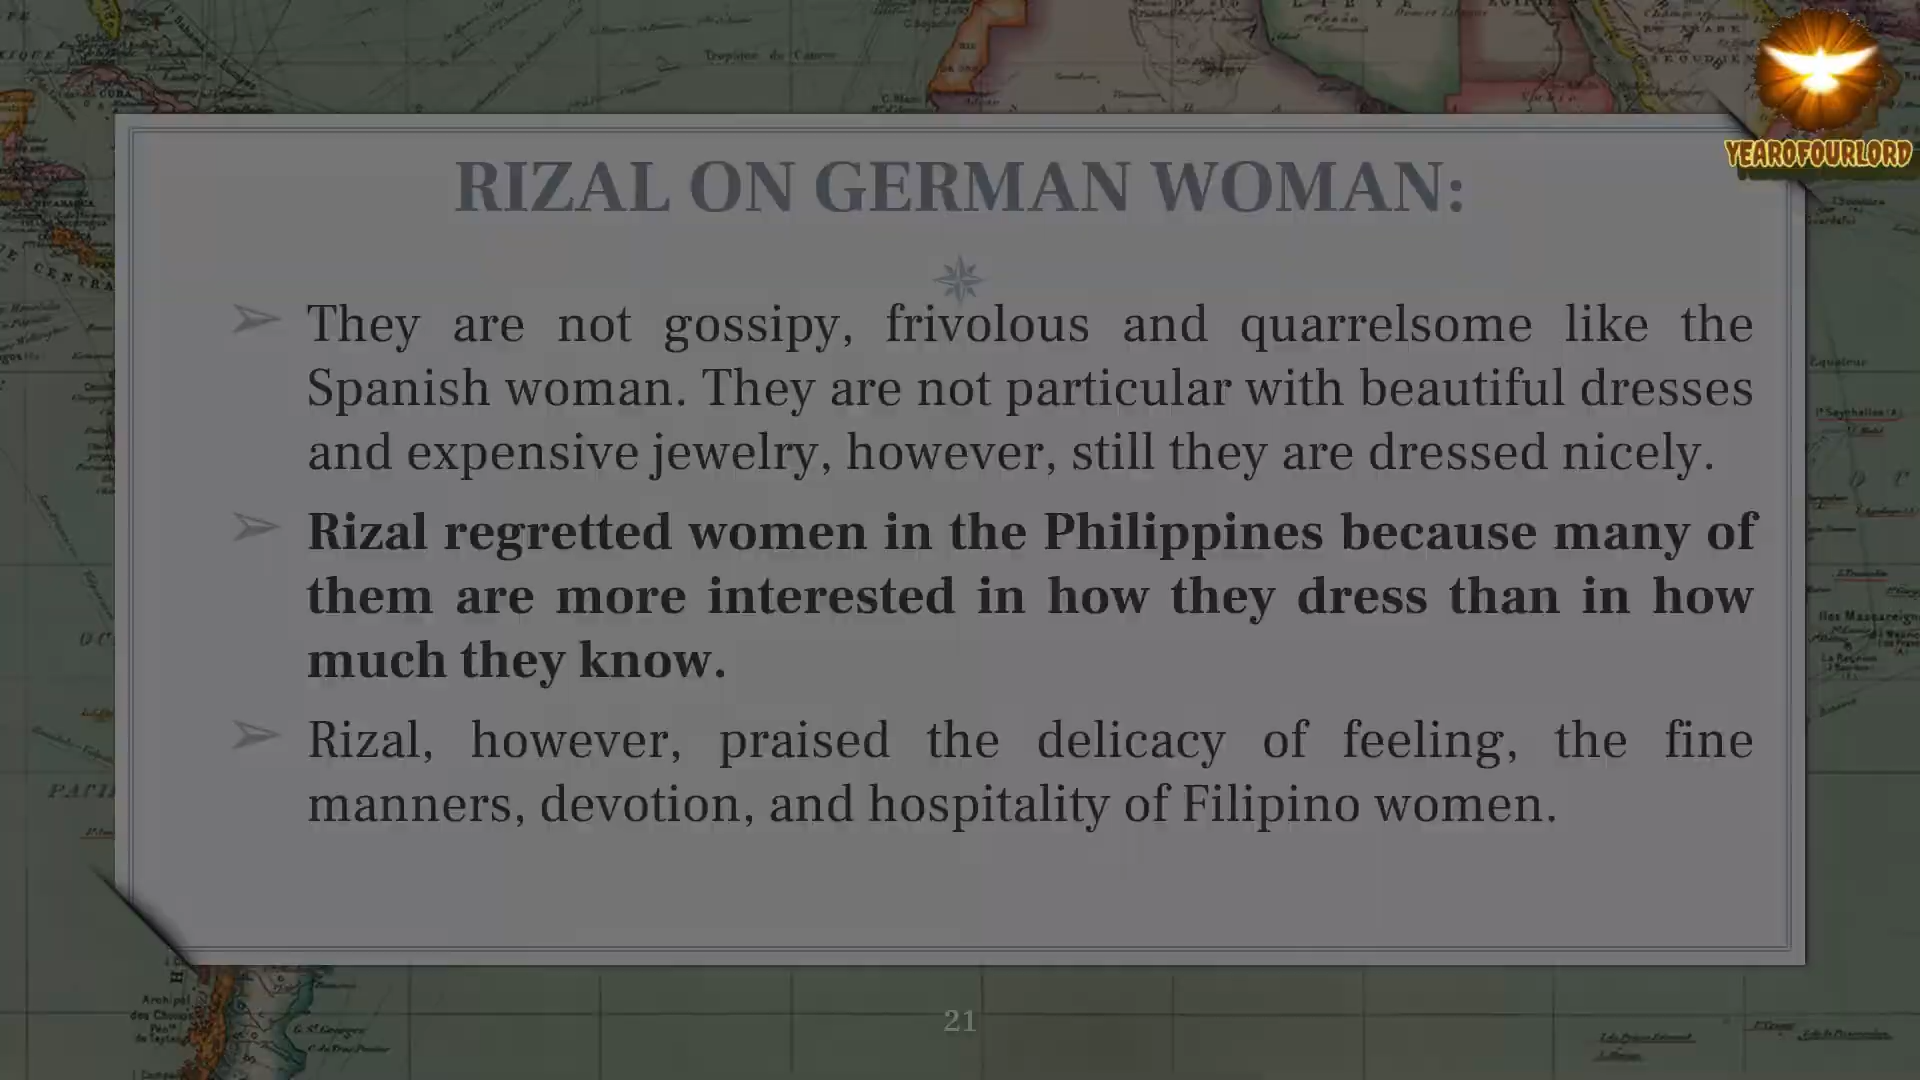 YEAROFOURLORD
RIZAL ON GERMAN WOMAN:
They are not gossipy, frivolous and quarrelsome like the
Spanish woman. They are not particular with beautiful dresses
and expensive jewelry, however, still they are dressed nicely.
Rizal regretted women in the Philippines because many of
them are more interested in how they dress than in how
much they know.
Rizal, however, praised the delicacy of feeling, the fine
manners, devotion, and hospitality of Filipino women.
21